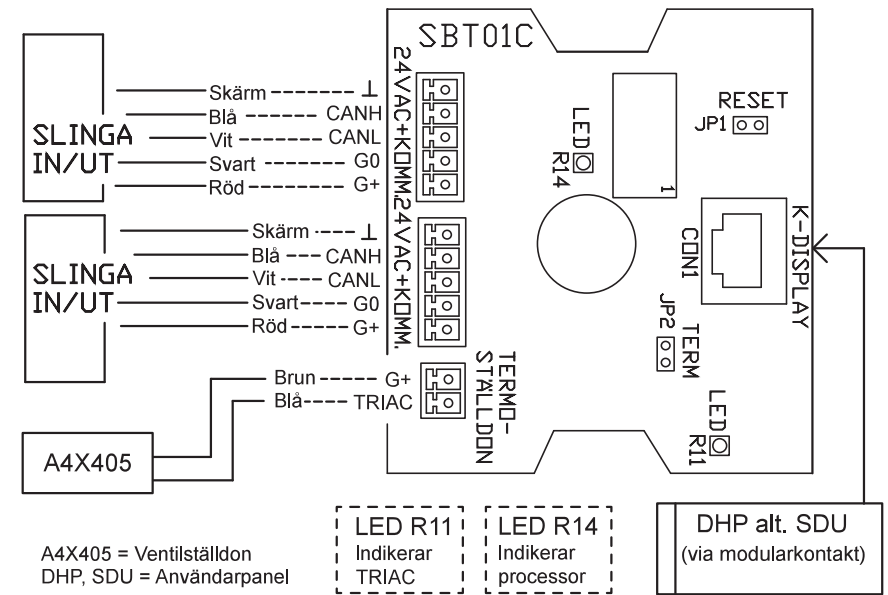 SBT01C
24VAC+KOMM.
24VAC+KOMM.
SLINGA
IN/UT
Skärm ⊥
Blå CANH
Vit CANL
Svart G0
Röd G+
SLINGA
IN/UT
Skärm ⊥
Blå CANH
Vit CANL
Svart G0
Röd G+
Brun G+
Blå TRIAC
TERMO-
STÄLLDON
A4X405
LED
R14
1
RESET
JP1
CON1
K-DISPLAY
JP2
TERM
LED
R11
A4X405 = Ventilställdon
DHP, SDU = Användarpanel
LED R11
Indikerar
TRIAC
LED R14
Indikerar
processor
DHP alt. SDU
(via modularkontakt)